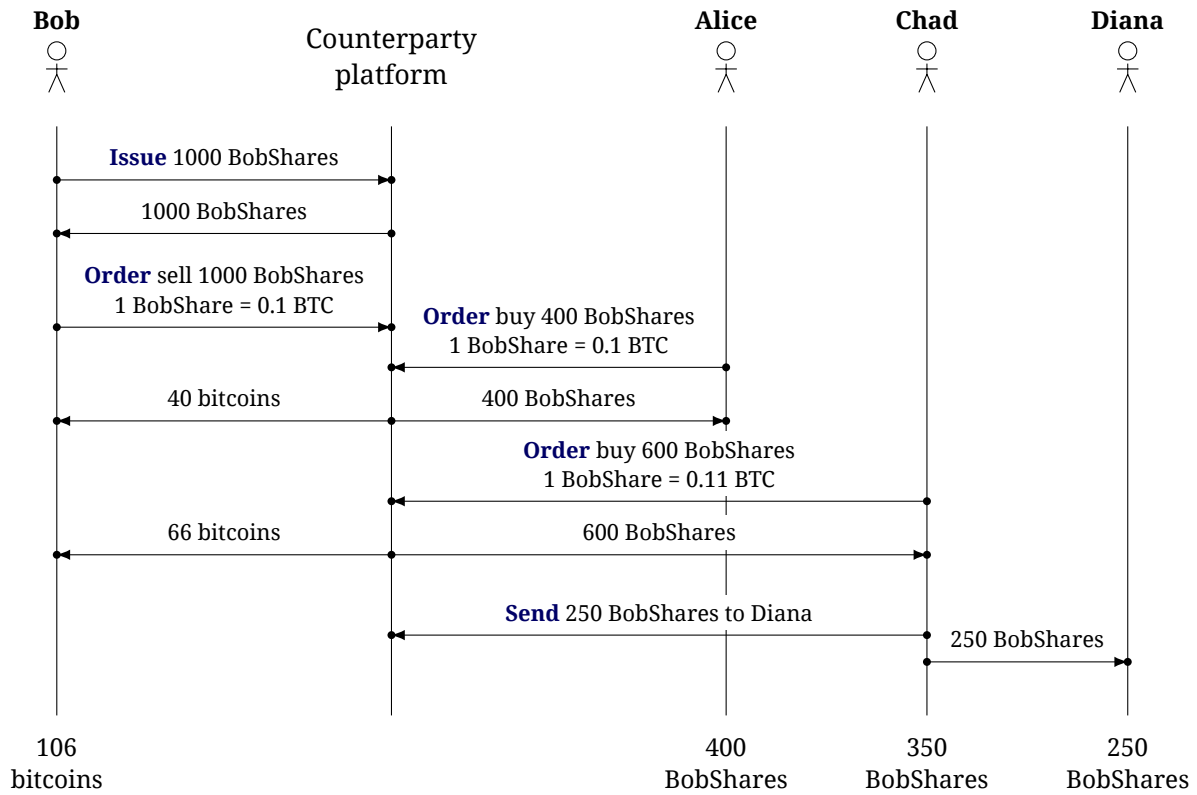 Bob
Counterparty
platform
Alice
Chad
Diana
Issue 1000 BobShares
1000 BobShares
Order sell 1000 BobShares
1 BobShare = 0.1 BTC
Order buy 400 BobShares
1 BobShare = 0.1 BTC
40 bitcoins
400 BobShares
Order buy 600 BobShares
1 BobShare = 0.11 BTC
66 bitcoins
600 BobShares
Send 250 BobShares to Diana
250 BobShares
106
bitcoins
400
BobShares
350
BobShares
250
BobShares